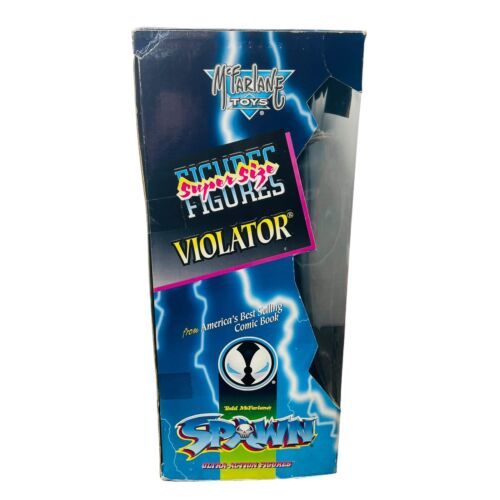 McFARLANE
TOYS®
FIGURES
Super Size
FIGURES
VIOLATOR®
from America's Best Selling
Comic Book
Todd McFarlane's
SPAWN
ULTRA-ACTION FIGURES